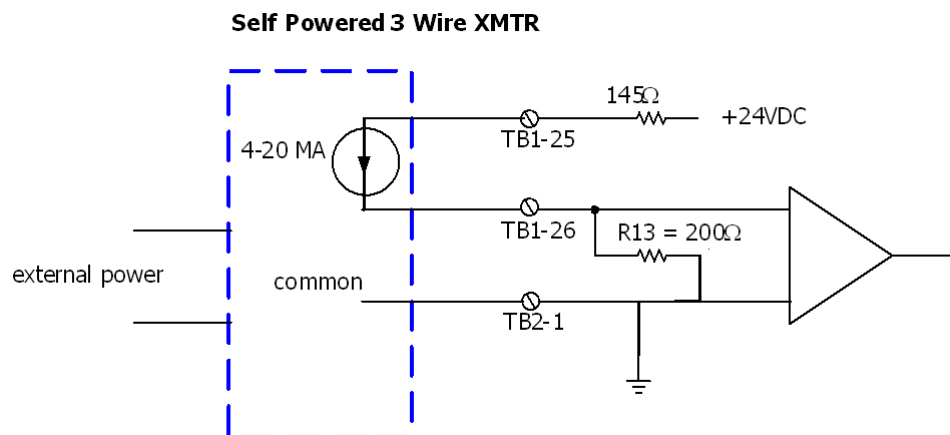 Self Powered 3 Wire XMTR
145Ω
+24VDC
TB1-25
4-20 MA
TB1-26
R13 = 200Ω
external power
common
TB2-1